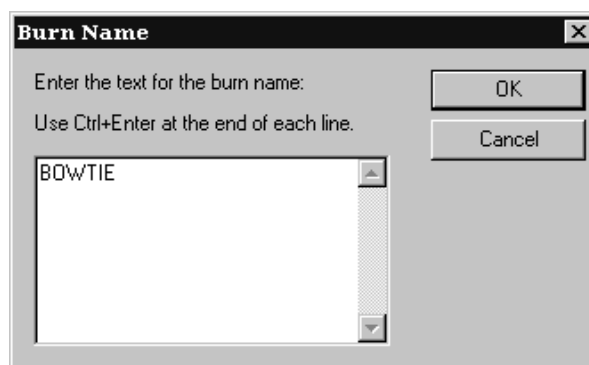 Burn Name
Enter the text for the burn name:
Use Ctrl+Enter at the end of each line.
BOWTIE
OK
Cancel